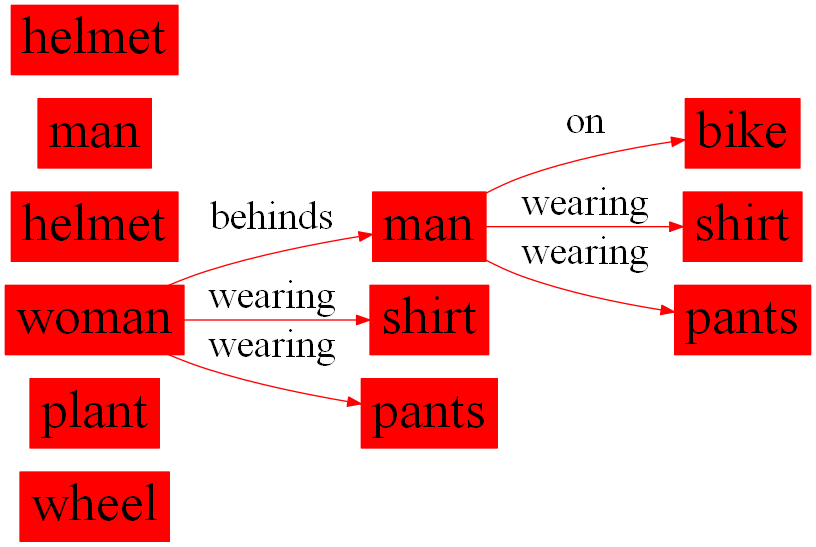 helmet
man
on
bike
helmet
behinds
man
wearing
shirt
wearing
pants
woman
wearing
shirt
wearing
pants
plant
wheel